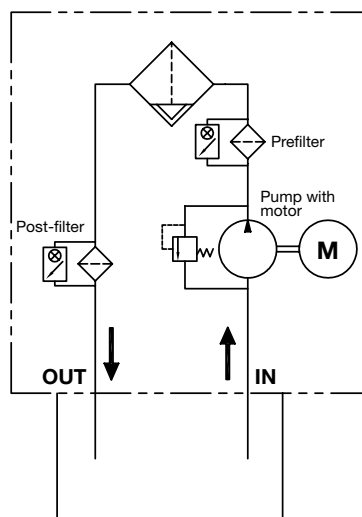 Prefilter
Pump with
motor
Post-filter
M
OUT
IN